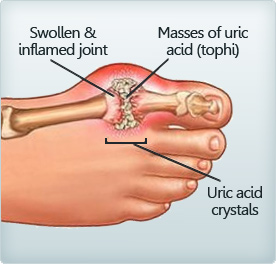 Swollen &
inflamed joint
Masses of uric
acid (tophi)
Uric acid
crystals